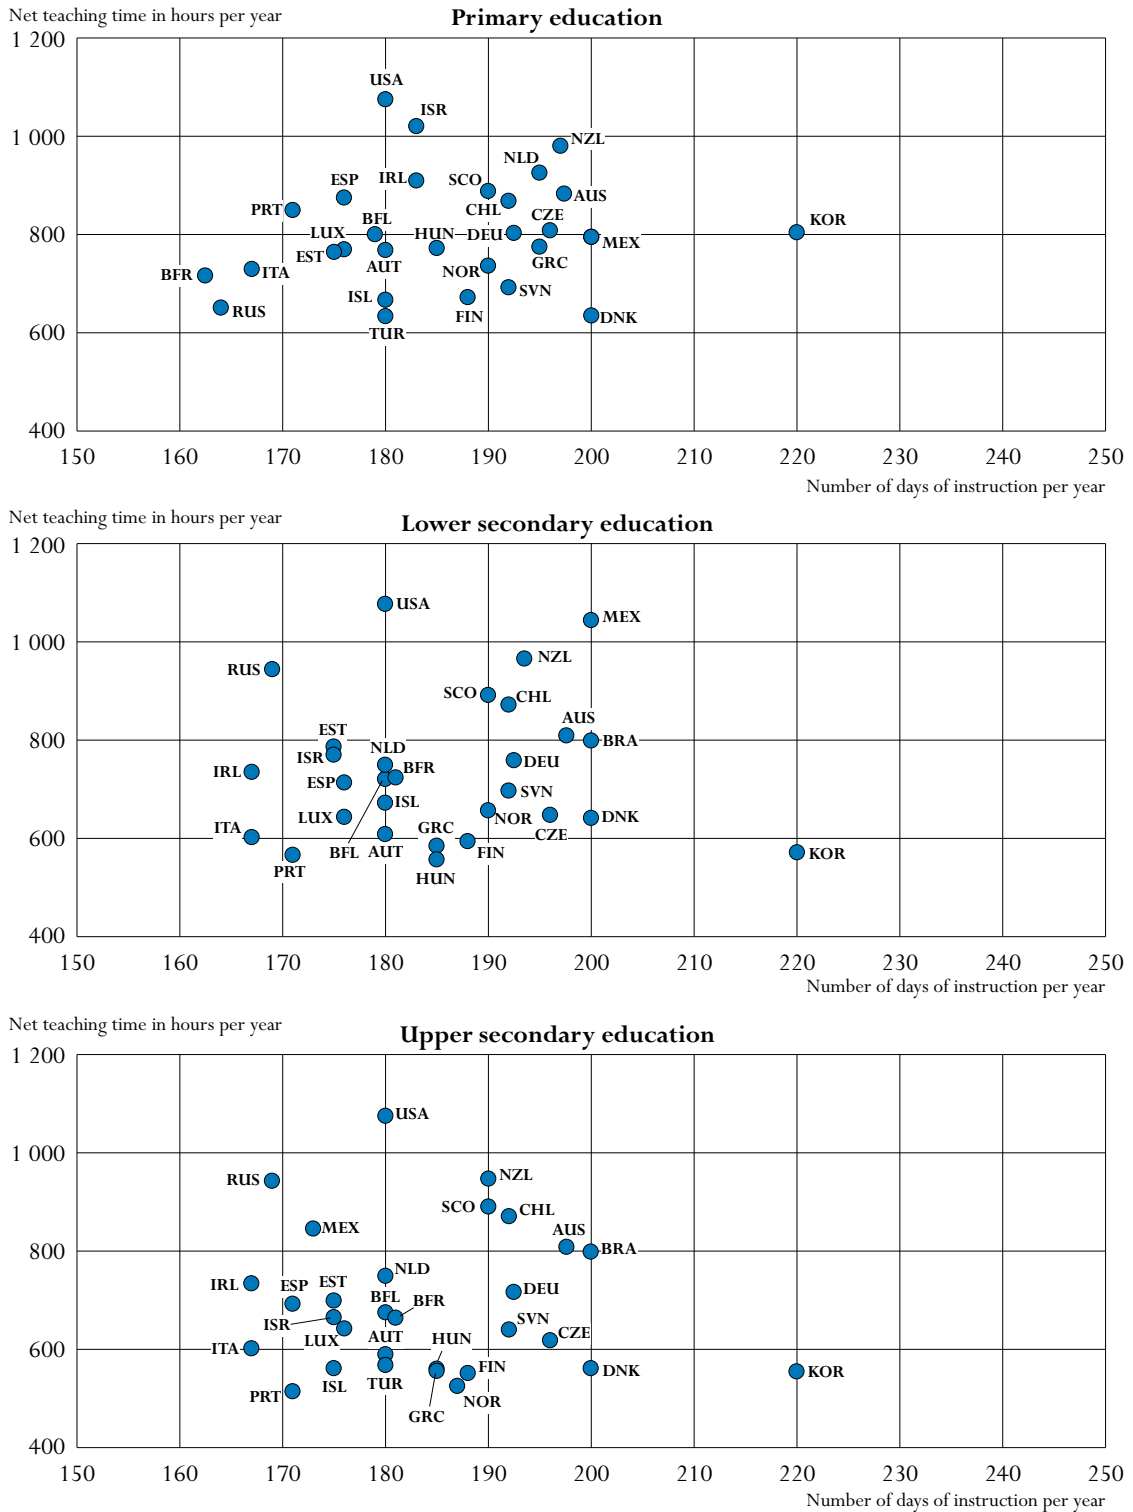 Net teaching time in hours per year
Primary education
1 200
USA
ISR
1 000
NZL
NLD
ESP
IRL
SCO
AUS
PRT
CHL
CZE
KOR
BFL
LUX
HUN
DEU
800
MEX
EST
AUT
GRC
BFR
ITA
NOR
SVN
ISL
RUS
FIN
DNK
TUR
600
400
150 160 170 180 190 200 210 220 230 240 250
Number of days of instruction per year
Net teaching time in hours per year
Lower secondary education
1 200
USA
MEX
1 000
NZL
RUS
SCO
CHL
AUS
EST
800
NLD
BRA
ISR
DEU
BFR
IRL
ESP
SVN
ISL
LUX
NOR
DNK
ITA
GRC
CZE
600
BFL
AUT
FIN
KOR
PRT
HUN
400
150 160 170 180 190 200 210 220 230 240 250
Number of days of instruction per year
Net teaching time in hours per year
Upper secondary education
1 200
USA
1 000
NZL
RUS
SCO
CHL
MEX
AUS
800
BRA
NLD
IRL
ESP
EST
DEU
BFL
BFR
ISR
SVN
CZE
LUX
AUT
HUN
ITA
600
FIN
DNK
KOR
ISL
TUR
PRT
NOR
GRC
400
150 160 170 180 190 200 210 220 230 240 250
Number of days of instruction per year